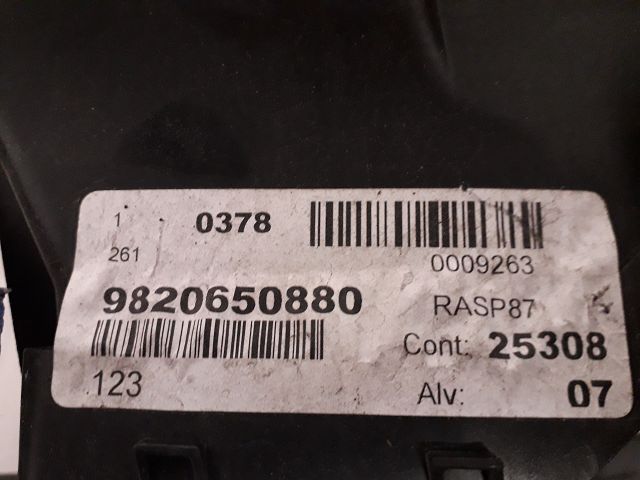 1 0378
261 0009263
9820650880 RASP87
Cont: 25308
123 Alv: 07